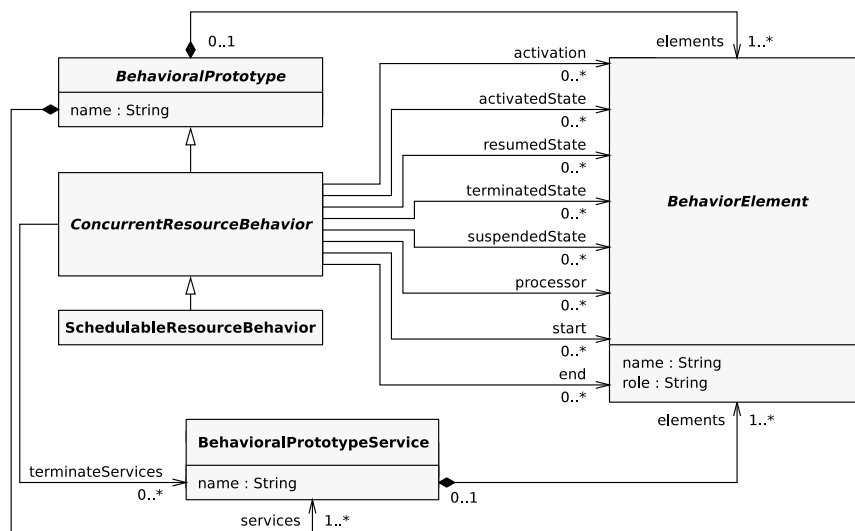 0..1
elements 1..*
BehavioralPrototype
name : String
activation
0..*
activatedState
0..*
resumedState
0..*
terminatedState
0..*
suspendedState
0..*
processor
0..*
start
0..*
end
0..*
ConcurrentResourceBehavior
SchedulableResourceBehavior
BehaviorElement
name : String
role : String
elements 1..*
BehavioralPrototypeService
name : String
0..1
terminateServices
0..*
services 1..*